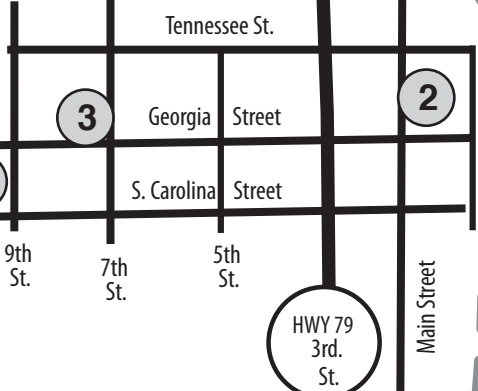 Tennessee St.
2
3
Georgia Street
S. Carolina Street
9th
St.
7th
St.
5th
St.
HWY 79
3rd.
St.
Main Street